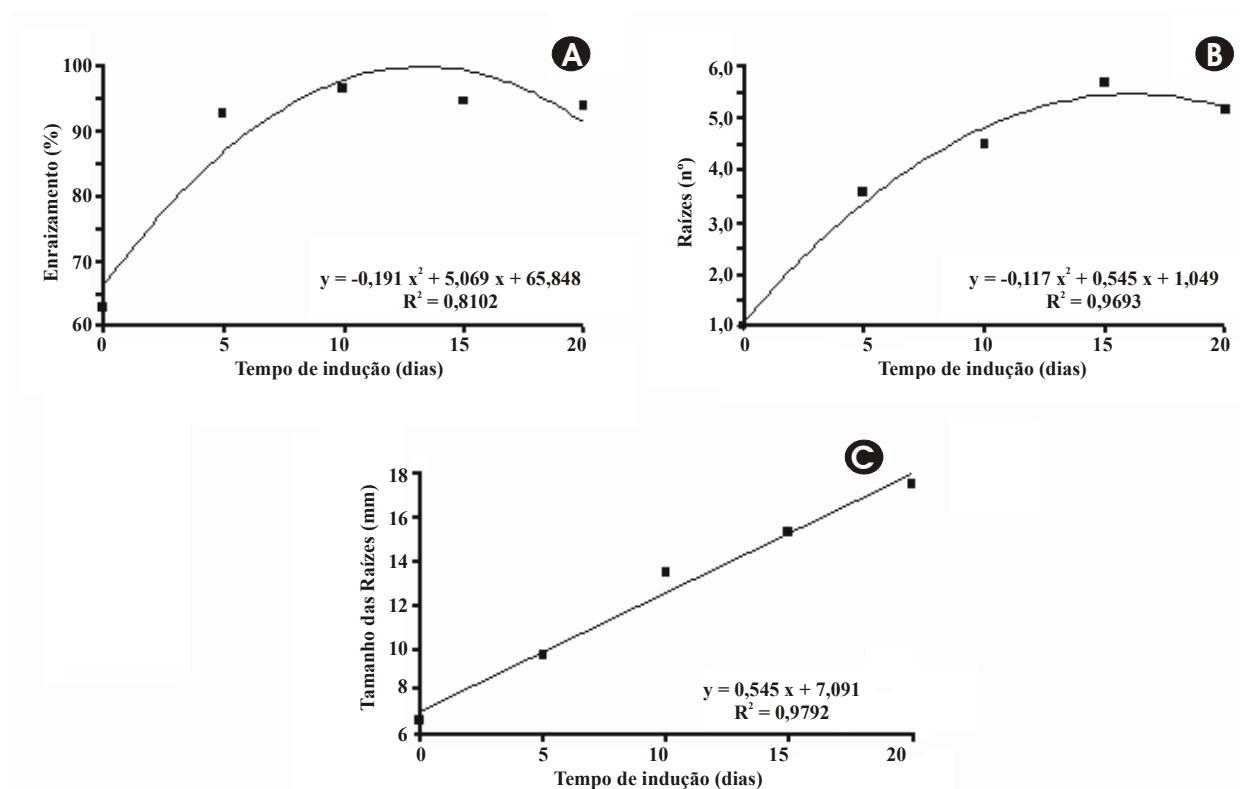 A
100
90
80
70
60
Enraizamento (%)
y = -0,191 x² + 5,069 x + 65,848
R² = 0,8102
0 5 10 15 20
Tempo de indução (dias)
B
6,0
5,0
4,0
3,0
2,0
1,0
Raízes (nº)
y = -0,117 x² + 0,545 x + 1,049
R² = 0,9693
0 5 10 15 20
Tempo de indução (dias)
C
18
16
14
12
10
8
6
Tamanho das Raízes (mm)
y = 0,545 x + 7,091
R² = 0,9792
0 5 10 15 20
Tempo de indução (dias)